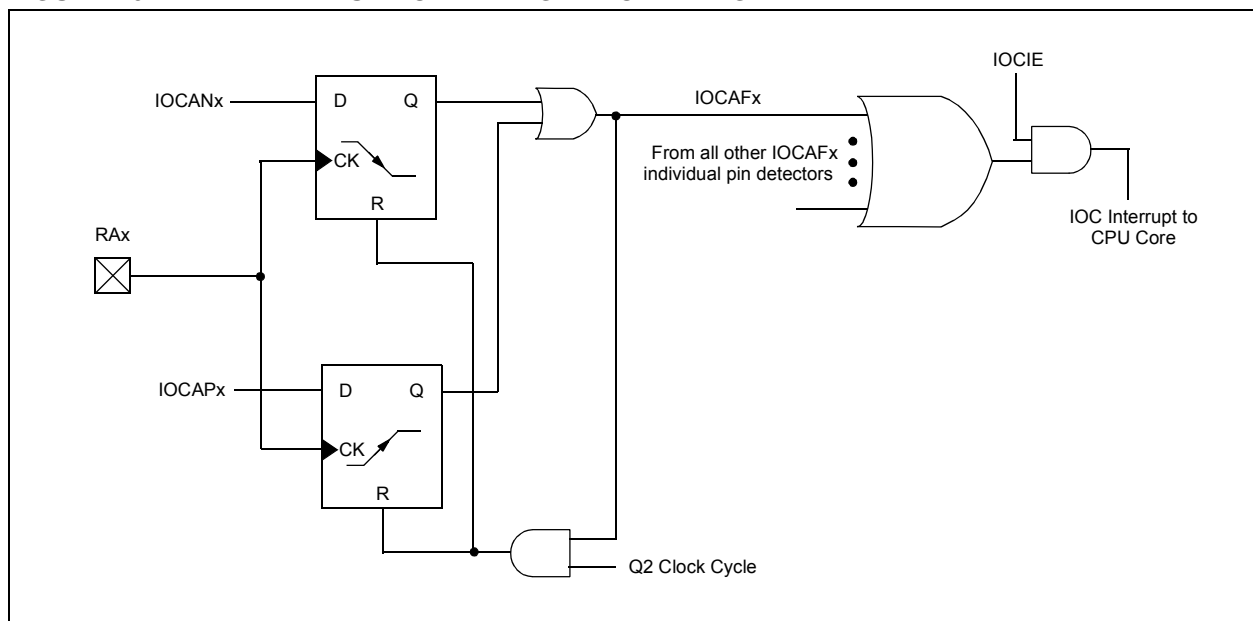 IOCIE
IOCANx
D
Q
IOCAFx
CK
From all other IOCAFx
individual pin detectors
R
IOC Interrupt to
CPU Core
RAx
IOCAPx
D
Q
CK
R
Q2 Clock Cycle